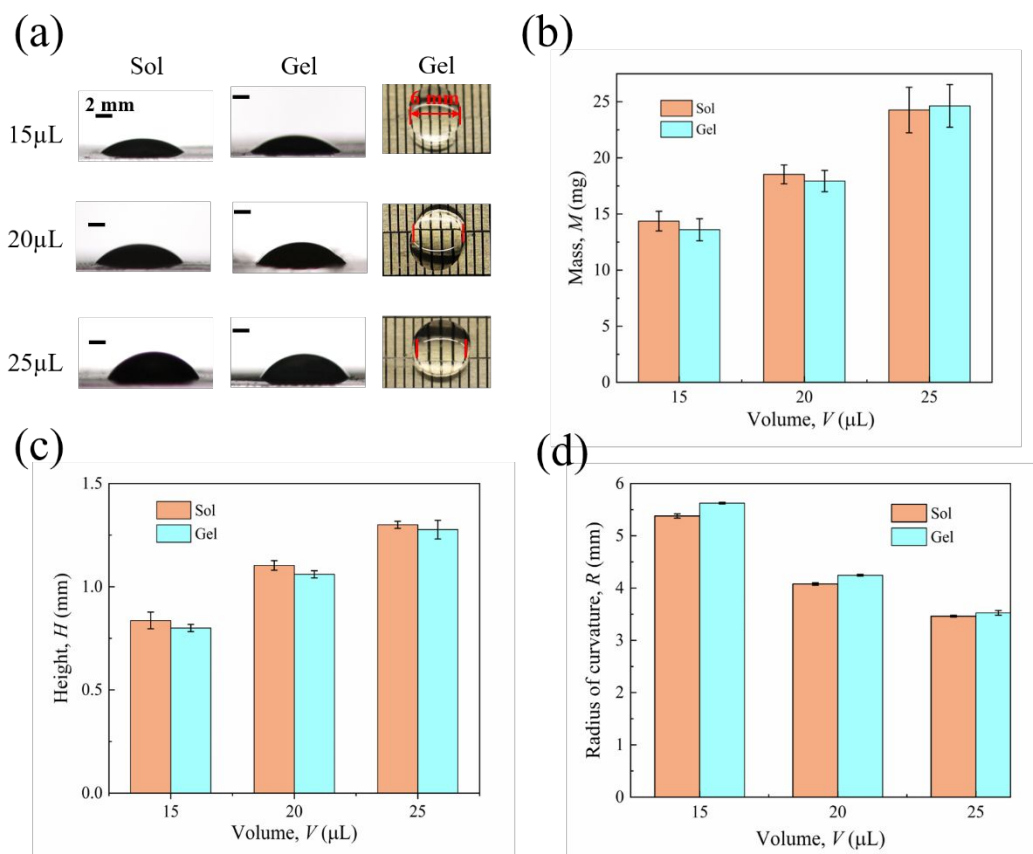 (a)
Sol Gel Gel
2 mm
6 mm
15μL
20μL
25μL
(b)
Sol
Gel
Mass, M (mg)
25
20
15
10
5
0
15 20 25
Volume, V (μL)
(c)
Sol
Gel
Height, H (mm)
1.5
1.0
0.5
0.0
15 20 25
Volume, V (μL)
(d)
Sol
Gel
Radius of curvature, R (mm)
6
5
4
3
2
1
0
15 20 25
Volume, V (μL)